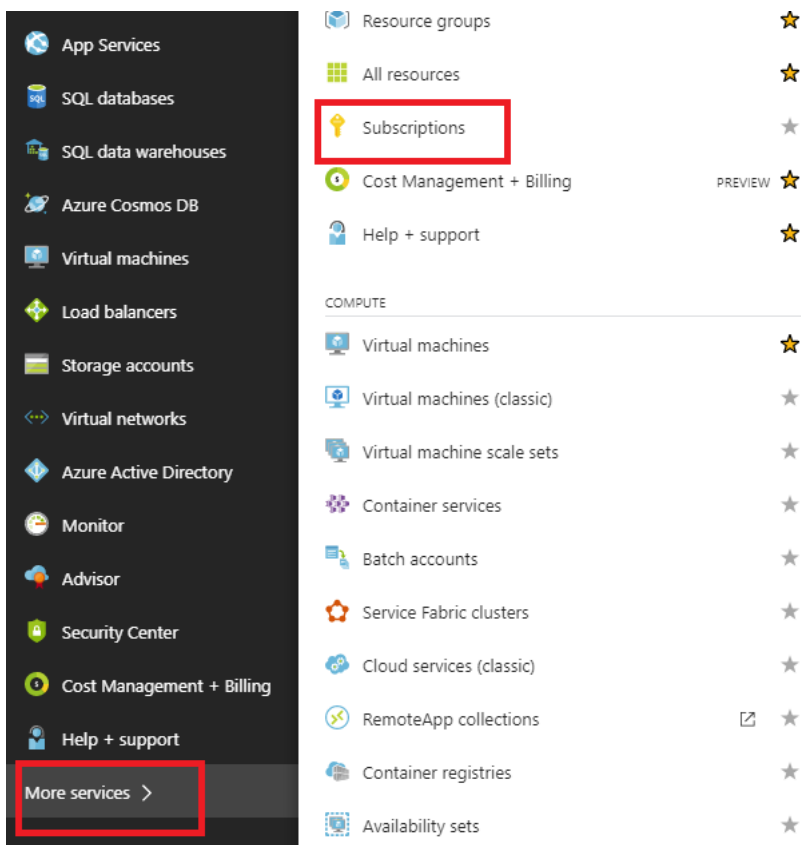 App Services
SQL databases
SQL data warehouses
Azure Cosmos DB
Virtual machines
Load balancers
Storage accounts
Virtual networks
Azure Active Directory
Monitor
Advisor
Security Center
Cost Management + Billing
Help + support
More services
Resource groups
All resources
Subscriptions
Cost Management + Billing PREVIEW
Help + support
COMPUTE
Virtual machines
Virtual machines (classic)
Virtual machine scale sets
Container services
Batch accounts
Service Fabric clusters
Cloud services (classic)
RemoteApp collections
Container registries
Availability sets